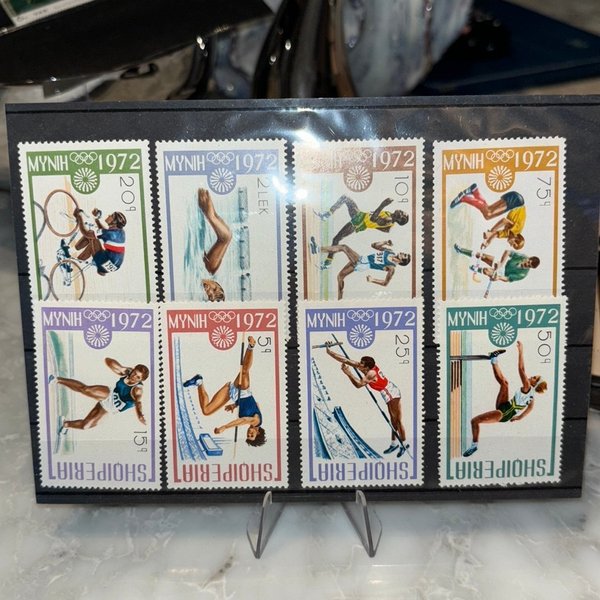 MYNIH 1972
20q
MYNIH 1972
2 LEK
MYNIH 1972
10q
MYNIH 1972
75q
MYNIH 1972
15q
SHQIPERIA
MYNIH 1972
5q
SHQIPERIA
MYNIH 1972
25q
SHQIPERIA
MYNIH 1972
50q
SHQIPERIA